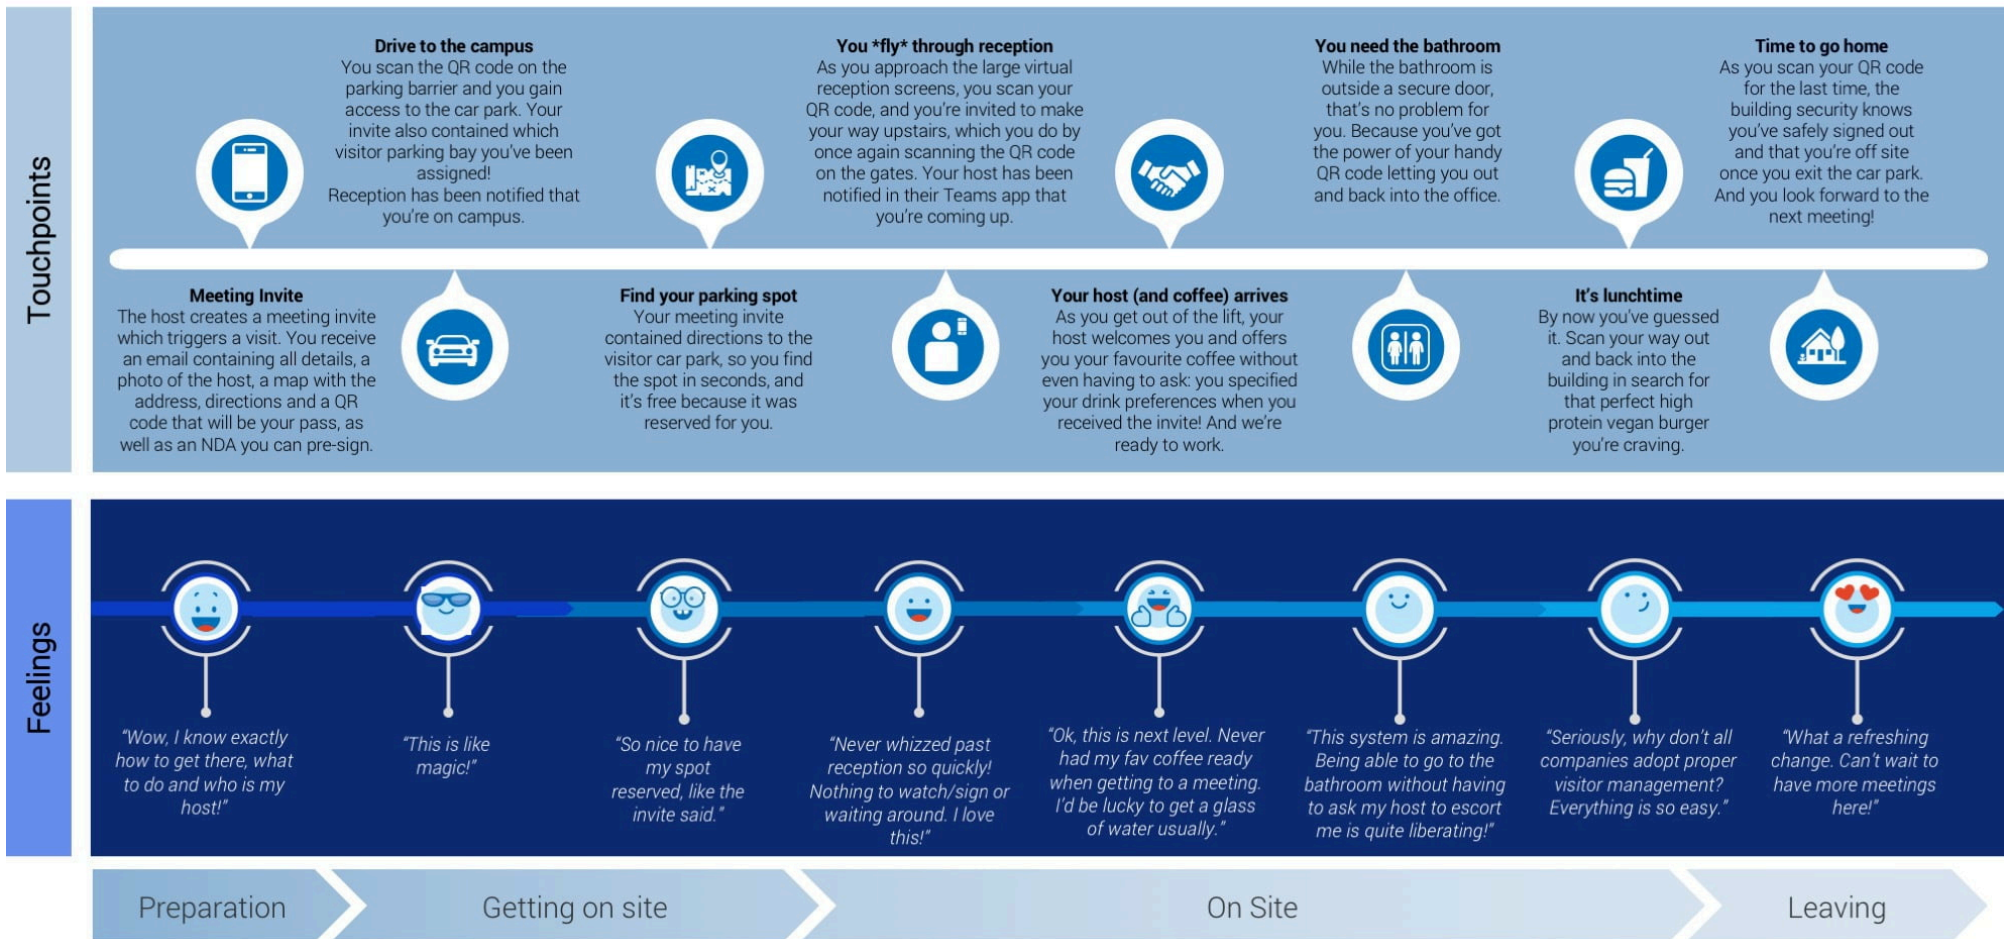 Touchpoints
Drive to the campus
You scan the QR code on the
parking barrier and you gain
access to the car park. Your
invite also contained which
visitor parking bay you've been
assigned!
Reception has been notified that
you're on campus.
You *fly* through reception
As you approach the large virtual
reception screens, you scan your
QR code, and you're invited to make
your way upstairs, which you do by
once again scanning the QR code
on the gates. Your host has been
notified in their Teams app that
you're coming up.
You need the bathroom
While the bathroom is
outside a secure door,
that's no problem for
you. Because you've got
the power of your handy
QR code letting you out
and back into the office.
Time to go home
As you scan your QR code
for the last time, the
building security knows
you've safely signed out
and that you're off site
once you exit the car park.
And you look forward to the
next meeting!
Meeting Invite
The host creates a meeting invite
which triggers a visit. You receive
an email containing all details, a
photo of the host, a map with the
address, directions and a QR
code that will be your pass, as
well as an NDA you can pre-sign.
Find your parking spot
Your meeting invite
contained directions to the
visitor car park, so you find
the spot in seconds, and
it's free because it was
reserved for you.
Your host (and coffee) arrives
As you get out of the lift, your
host welcomes you and offers
you your favourite coffee without
even having to ask: you specified
your drink preferences when you
received the invite! And we're
ready to work.
It's lunchtime
By now you've guessed
it. Scan your way out
and back into the
building in search for
that perfect high
protein vegan burger
you're craving.
Feelings
"Wow, I know exactly
how to get there, what
to do and who is my
host!"
"This is like
magic!"
"So nice to have
my spot
reserved, like the
invite said."
"Never whizzed past
reception so quickly!
Nothing to watch/sign or
waiting around. I love
this!"
"Ok, this is next level. Never
had my fav coffee ready
when getting to a meeting.
I'd be lucky to get a glass
of water usually."
"This system is amazing.
Being able to go to the
bathroom without having
to ask my host to escort
me is quite liberating!"
"Seriously, why don't all
companies adopt proper
visitor management?
Everything is so easy."
"What a refreshing
change. Can't wait to
have more meetings
here!"
Preparation
Getting on site
On Site
Leaving